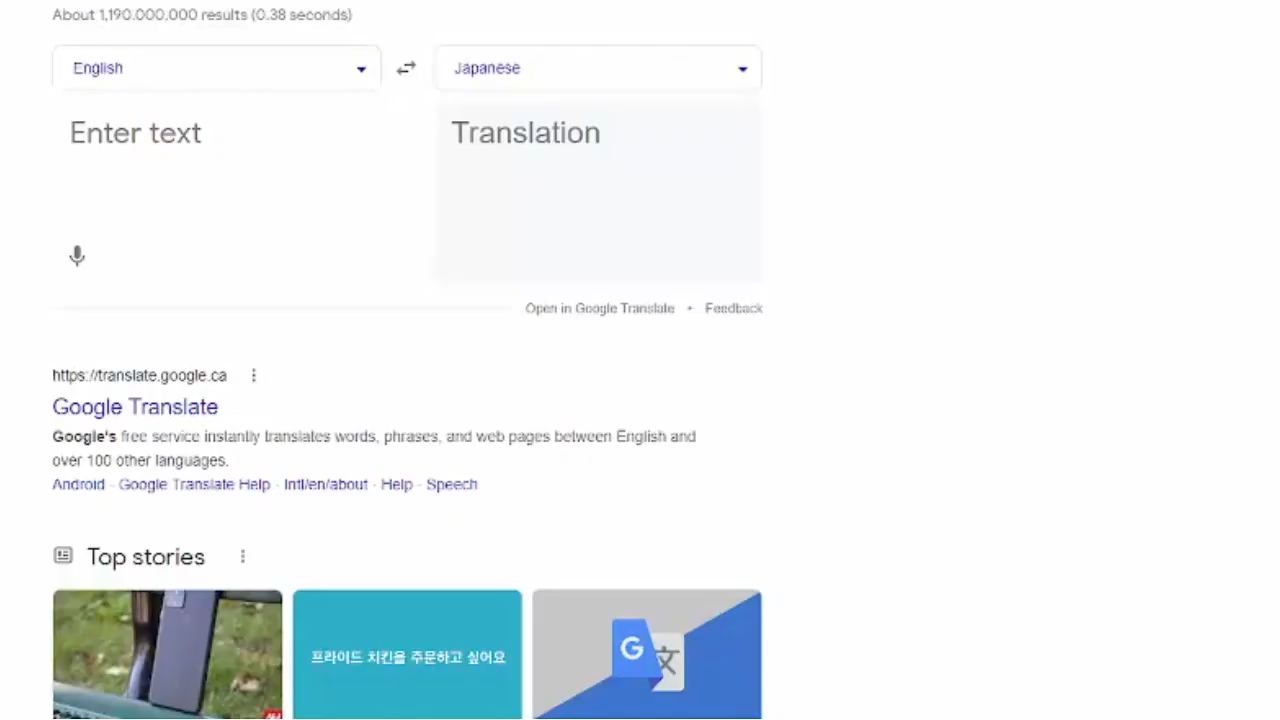 About 1,190,000,000 results (0.38 seconds)
English
Japanese
Enter text
Translation
Open in Google Translate • Feedback
https://translate.google.ca
Google Translate
Google's free service instantly translates words, phrases, and web pages between English and
over 100 other languages.
Android · Google Translate Help · Intl/en/about · Help · Speech
Top stories
프라이드 치킨을 주문하고 싶어요
G
文